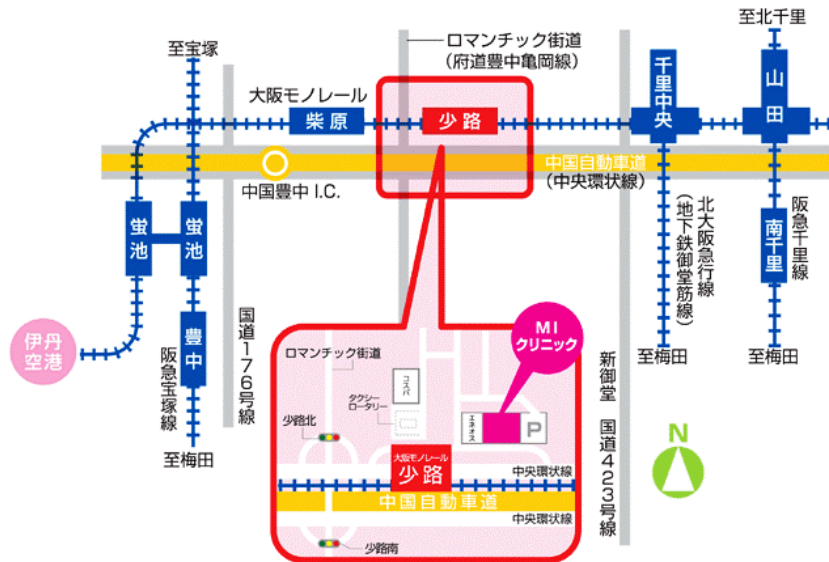 ロマンチック街道
(府道豊中亀岡線)
至北千里
至宝塚
大阪モノレール
柴原
少路
千里中央
山田
中国自動車道
(中央環状線)
中国豊中 I.C.
蛍池
蛍池
北大阪急行線
(地下鉄御堂筋線)
南千里
阪急千里線
伊丹
空港
豊中
阪急宝塚線
国道176号線
至梅田
至梅田
至梅田
新御堂 国道423号線
MI
クリニック
ロマンチック街道
コスパ
タクシー
ロータリー
エネオス
P
少路北
大阪モノレール
少路
中央環状線
中国自動車道
中央環状線
少路南
N